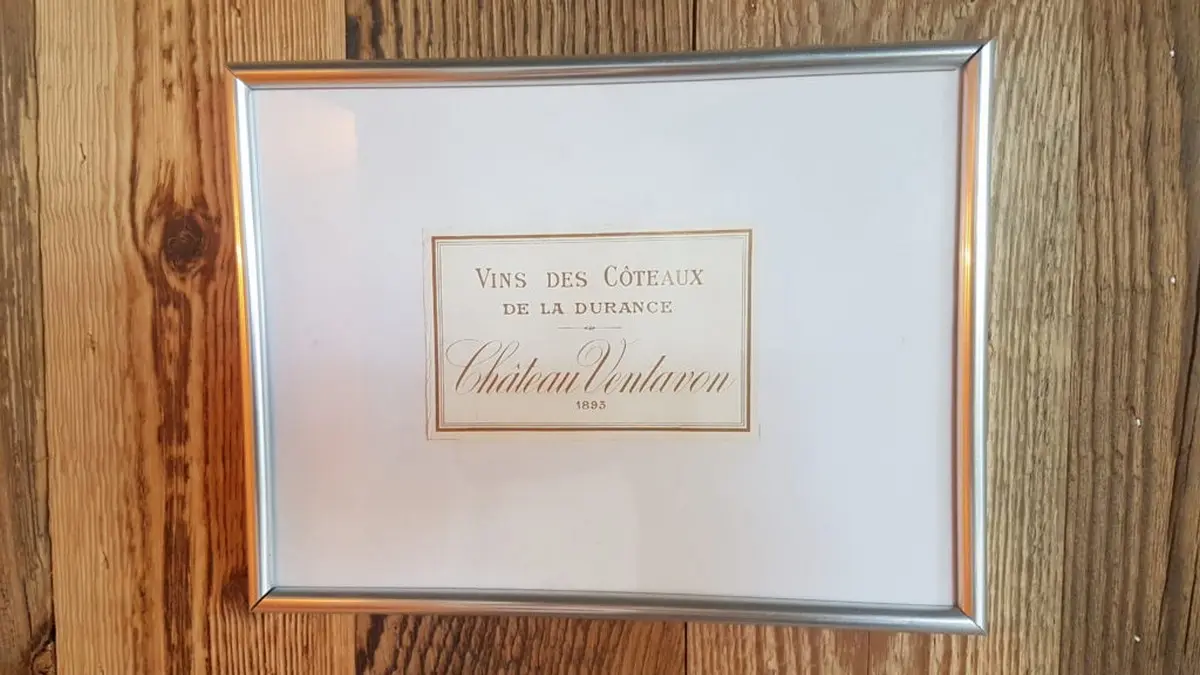 VINS DES CÔTEAUX
DE LA DURANCE
Château Ventavon
1893